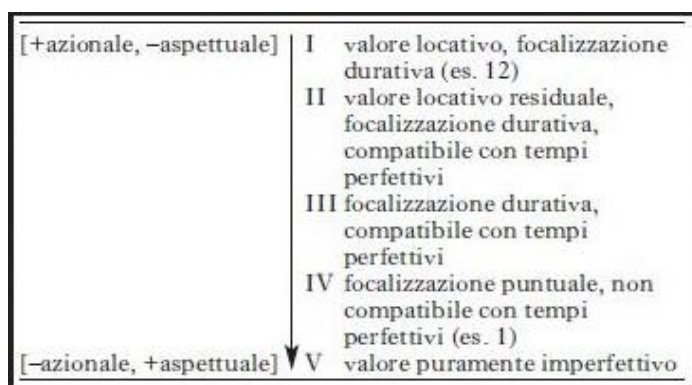 [+azionale, –aspettuale] I valore locativo, focalizzazione
durativa (es. 12)
II valore locativo residuale,
focalizzazione durativa,
compatibile con tempi
perfettivi
III focalizzazione durativa,
compatibile con tempi
perfettivi
IV focalizzazione puntuale, non
compatibile con tempi
perfettivi (es. 1)
[–azionale, +aspettuale] V valore puramente imperfettivo